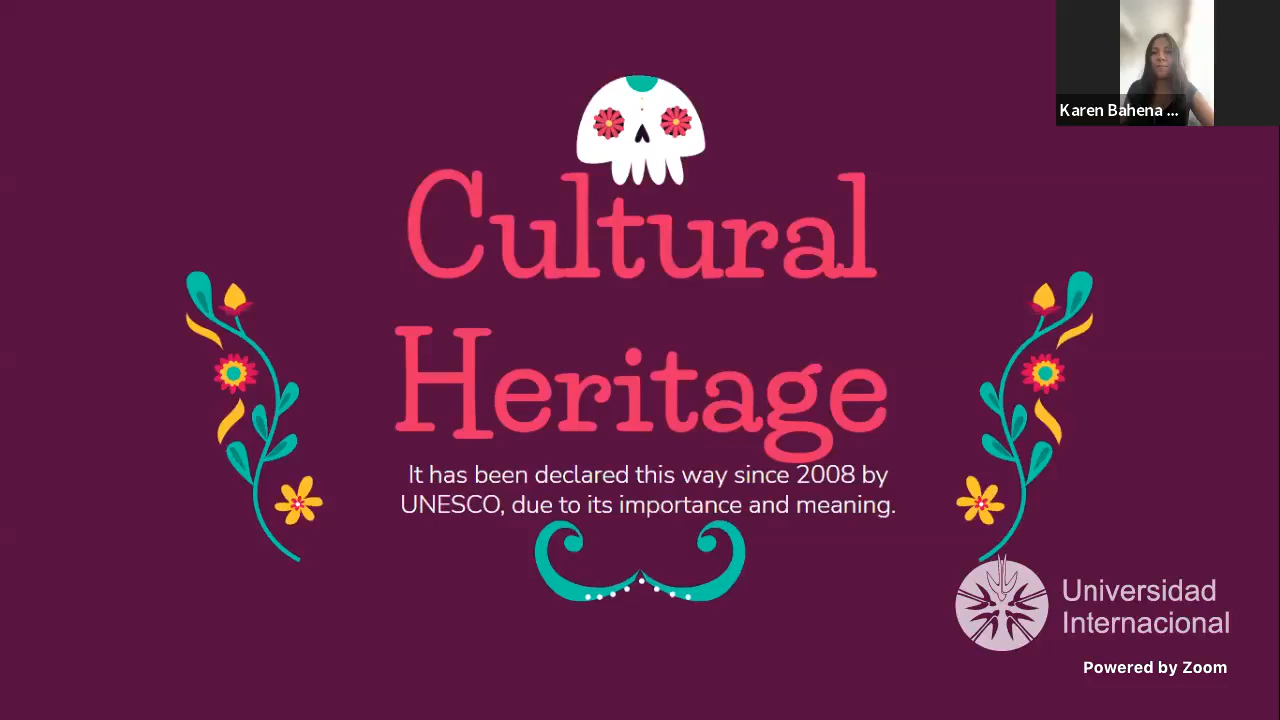 Karen Bahena ...
Cultural
Heritage
It has been declared this way since 2008 by
UNESCO, due to its importance and meaning.
Universidad
Internacional
Powered by Zoom